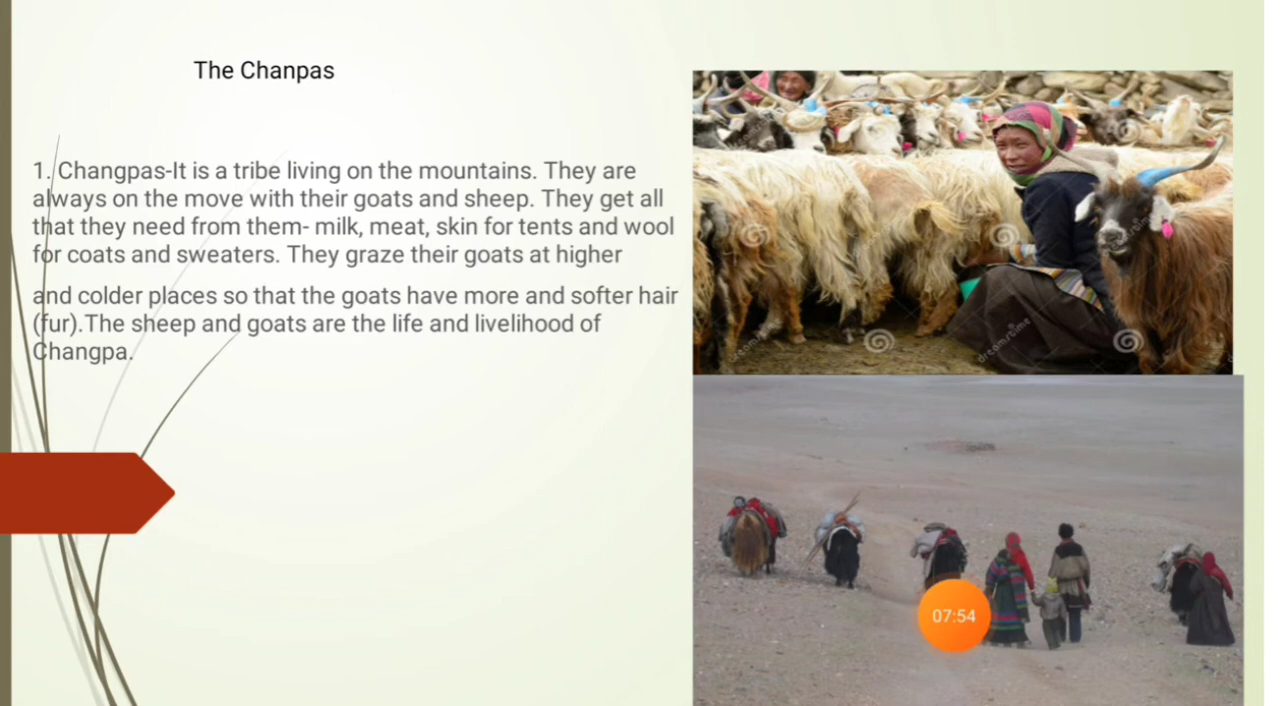 The Chanpas
1. Changpas-It is a tribe living on the mountains. They are
always on the move with their goats and sheep. They get all
that they need from them- milk, meat, skin for tents and wool
for coats and sweaters. They graze their goats at higher
and colder places so that the goats have more and softer hair
(fur).The sheep and goats are the life and livelihood of
Changpa.
dreamstime
dreamstime
dreamstime
07:54